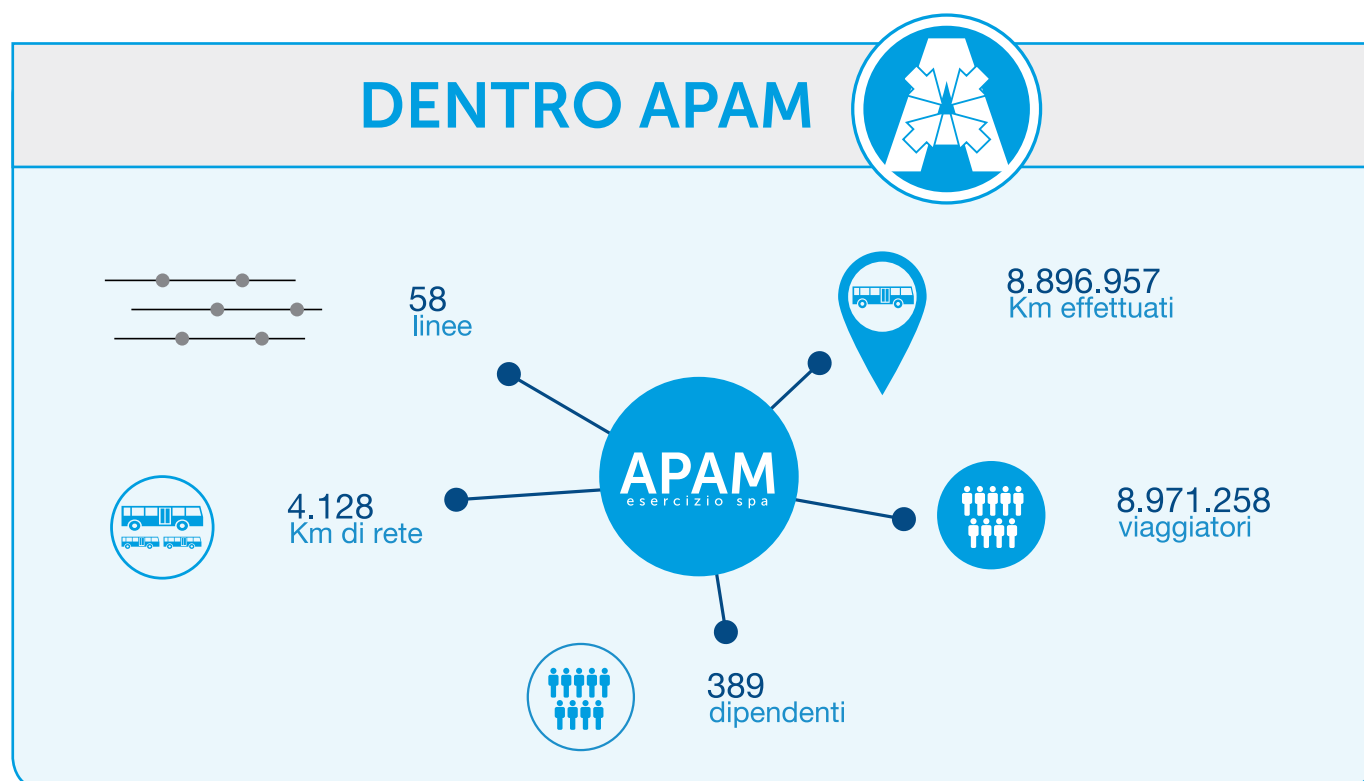 DENTRO APAM
58
linee
8.896.957
Km effettuati
APAM
esercizio spa
4.128
Km di rete
8.971.258
viaggiatori
389
dipendenti